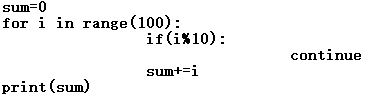 sum=0
for i in range(100):
if(i%10):
continue
sum+=i
print(sum)